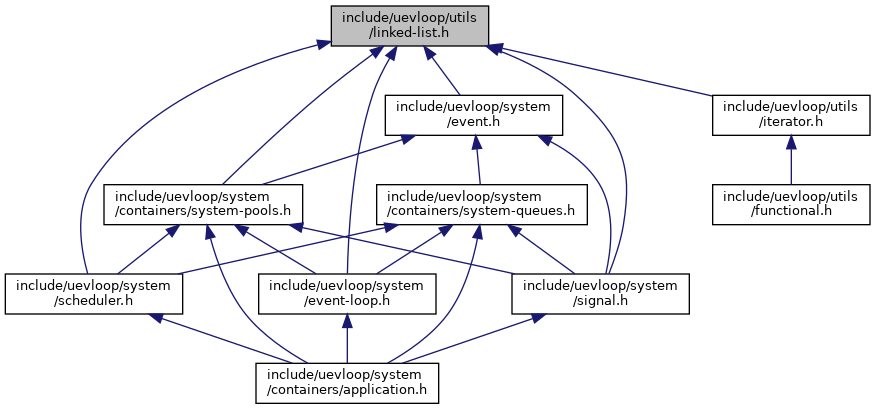 include/uevloop/utils
/linked-list.h
include/uevloop/system
/event.h
include/uevloop/utils
/iterator.h
include/uevloop/system
/containers/system-pools.h
include/uevloop/system
/containers/system-queues.h
include/uevloop/utils
/functional.h
include/uevloop/system
/scheduler.h
include/uevloop/system
/event-loop.h
include/uevloop/system
/signal.h
include/uevloop/system
/containers/application.h